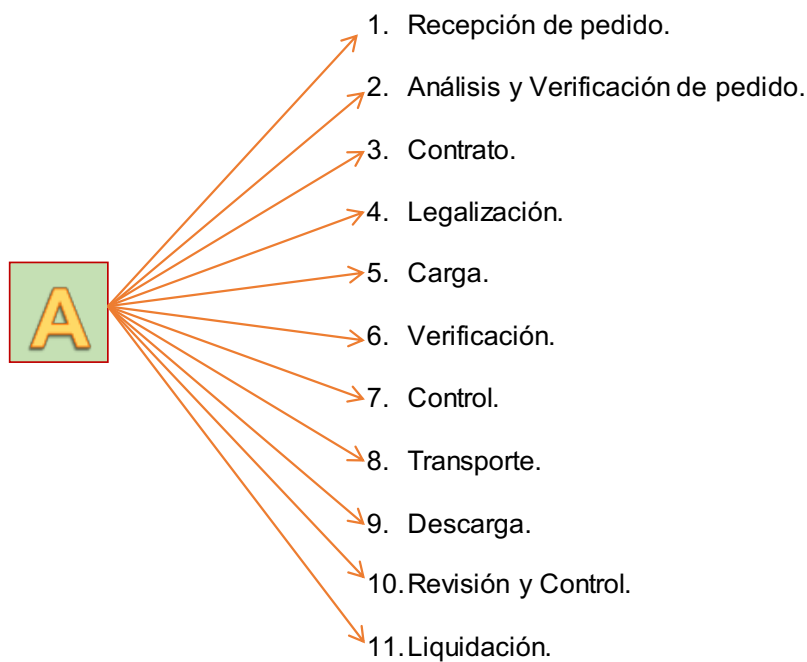 1. Recepción de pedido.
2. Análisis y Verificación de pedido.
3. Contrato.
4. Legalización.
5. Carga.
A
6. Verificación.
7. Control.
8. Transporte.
9. Descarga.
10. Revisión y Control.
11. Liquidación.